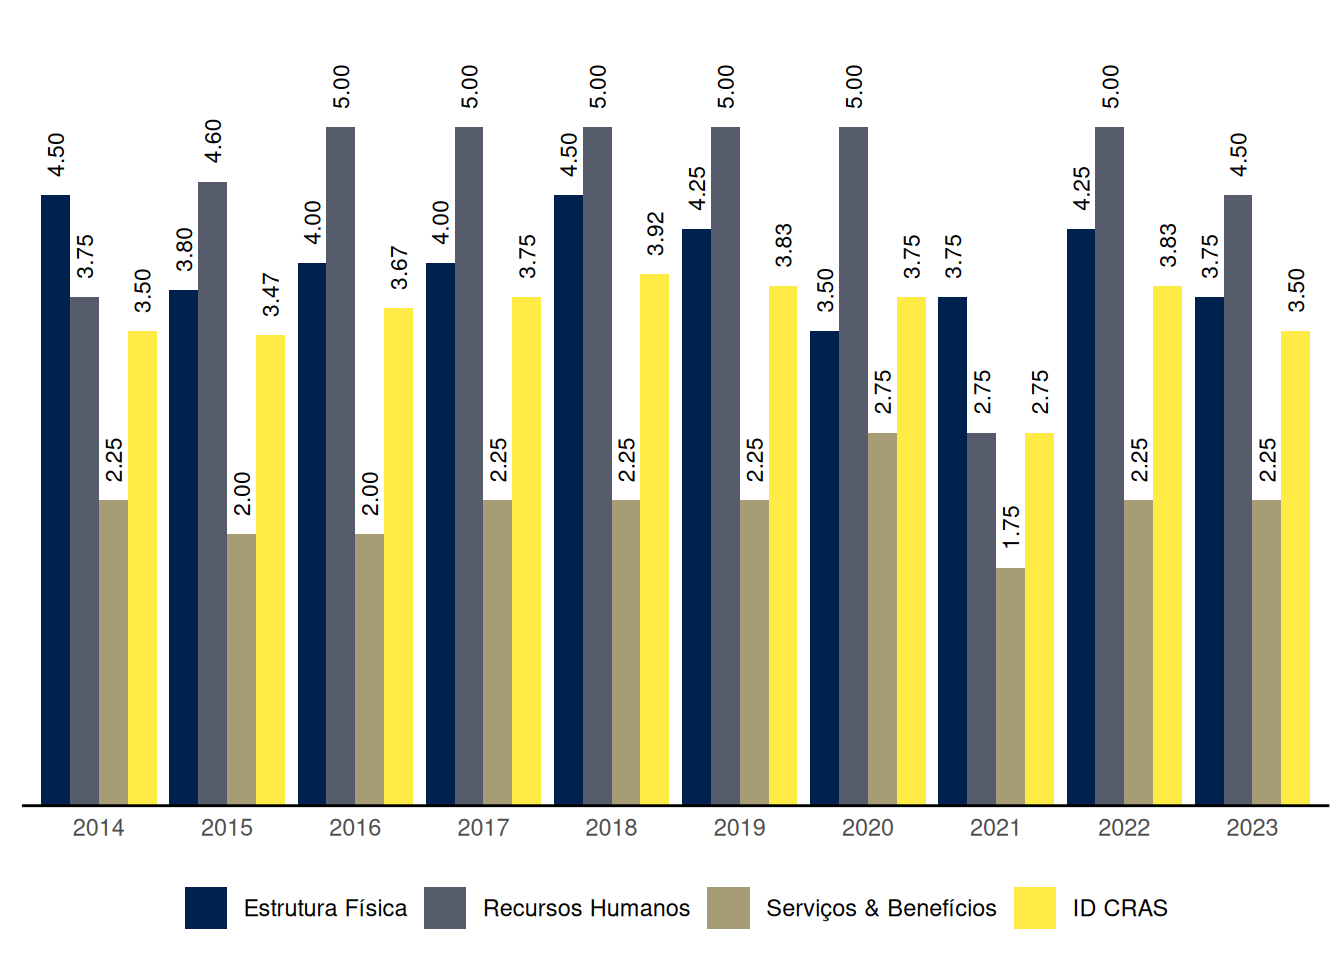 4.50 3.75 2.25 3.50 3.80 4.60 2.00 3.47 4.00 5.00 2.00 3.67 4.00 5.00 2.25 3.75 4.50 5.00 2.25 3.92 4.25 5.00 2.25 3.83 3.50 5.00 2.75 3.75 3.75 2.75 1.75 2.75 4.25 5.00 2.25 3.83 3.75 4.50 2.25 3.50
2014 2015 2016 2017 2018 2019 2020 2021 2022 2023
Estrutura Física Recursos Humanos Serviços & Benefícios ID CRAS